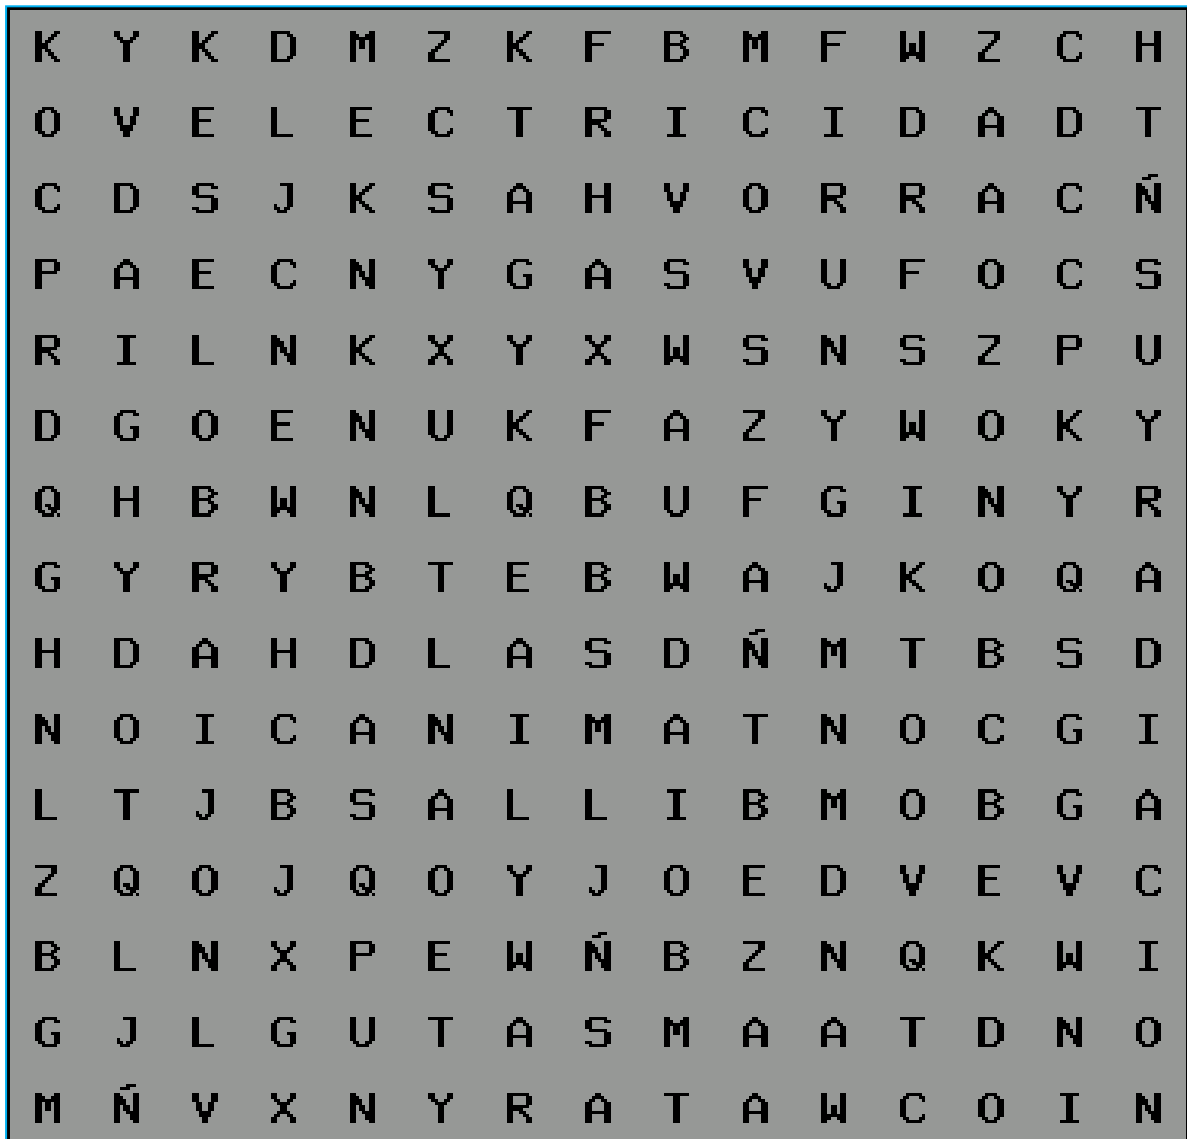 K Y K D M Z K F B M F W Z C H
O V E L E C T R I C I D A D T
C D S J K S A H V O R R A C Ñ
P A E C N Y G A S V U F O C S
R I L N K X Y X W S N S Z P U
D G O E N U K F A Z Y W O K Y
Q H B W N L Q B U F G I N Y R
G Y R Y B T E B W A J K O Q A
H D A H D L A S D Ñ M T B S D
N O I C A N I M A T N O C G I
L T J B S A L L I B M O B G A
Z Q O J Q O Y J O E D V E V C
B L N X P E W Ñ B Z N Q K W I
G J L G U T A S M A A T D N O
M Ñ V X N Y R A T A W C O I N